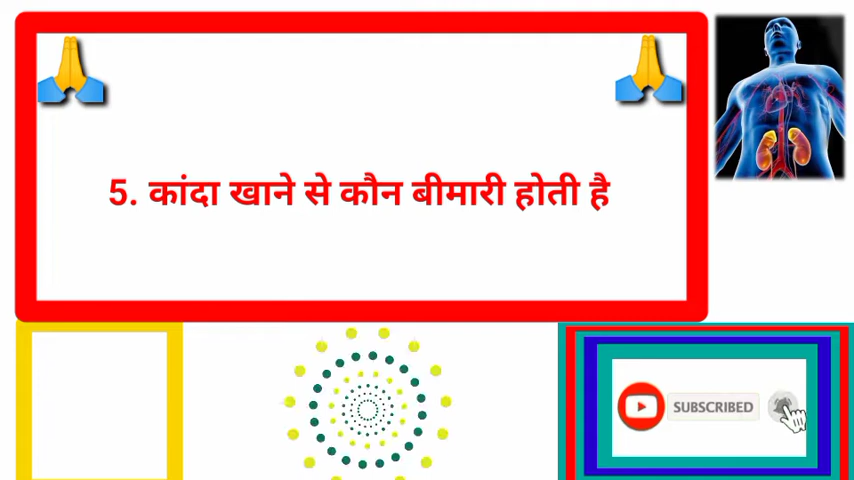 5. कांदा खाने से कौन बीमारी होती है
SUBSCRIBED